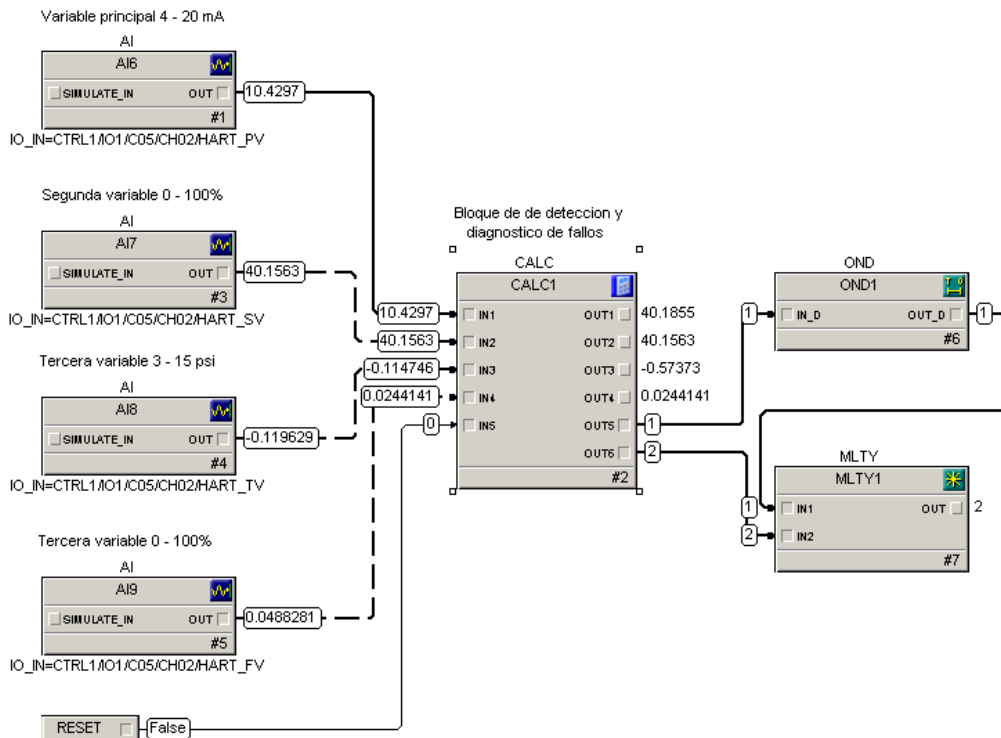 Variable principal 4 - 20 mA
AI
AI6
SIMULATE_IN OUT
10.4297
#1
IO_IN=CTRL1/IO1/C05/CH02/HART_PV
Segunda variable 0 - 100%
AI
AI7
SIMULATE_IN OUT
40.1563
#3
IO_IN=CTRL1/IO1/C05/CH02/HART_SV
Tercera variable 3 - 15 psi
AI
AI8
SIMULATE_IN OUT
-0.119629
#4
IO_IN=CTRL1/IO1/C05/CH02/HART_TV
Tercera variable 0 - 100%
AI
AI9
SIMULATE_IN OUT
0.0488281
#5
IO_IN=CTRL1/IO1/C05/CH02/HART_FV
RESET
False
Bloque de de deteccion y
diagnostico de fallos
CALC
CALC1
10.4297 IN1 OUT1 40.1855
40.1563 IN2 OUT2 40.1563
-0.114746 IN3 OUT3 -0.57373
0.0244141 IN4 OUT4 0.0244141
0 IN5 OUT5 1
OUT6 2
#2
OND
OND1
1 IN_D OUT_D 1
#6
MLTY
MLTY1
1 IN1 OUT 2
2 IN2
#7